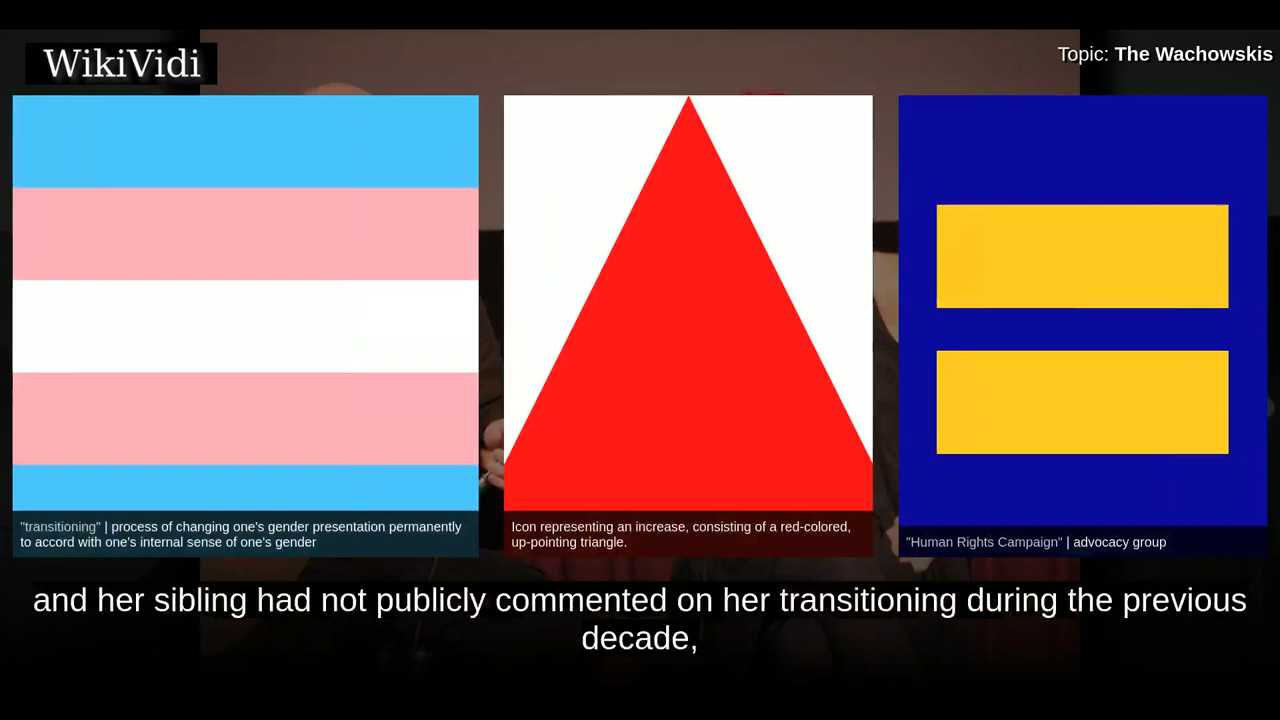 WikiVidi
Topic: The Wachowskis
"transitioning" | process of changing one's gender presentation permanently
to accord with one's internal sense of one's gender
Icon representing an increase, consisting of a red-colored,
up-pointing triangle.
"Human Rights Campaign" | advocacy group
and her sibling had not publicly commented on her transitioning during the previous
decade,